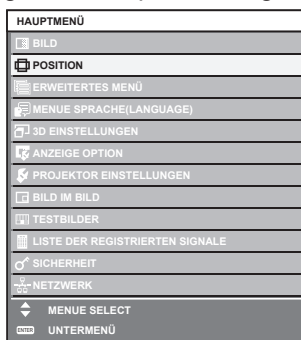 HAUPTMENÜ
BILD
POSITION
ERWEITERTES MENÜ
MENUE SPRACHE(LANGUAGE)
3D EINSTELLUNGEN
ANZEIGE OPTION
PROJEKTOR EINSTELLUNGEN
BILD IM BILD
TESTBILDER
LISTE DER REGISTRIERTEN SIGNALE
SICHERHEIT
NETZWERK
MENUE SELECT
ENTER UNTERMENÜ